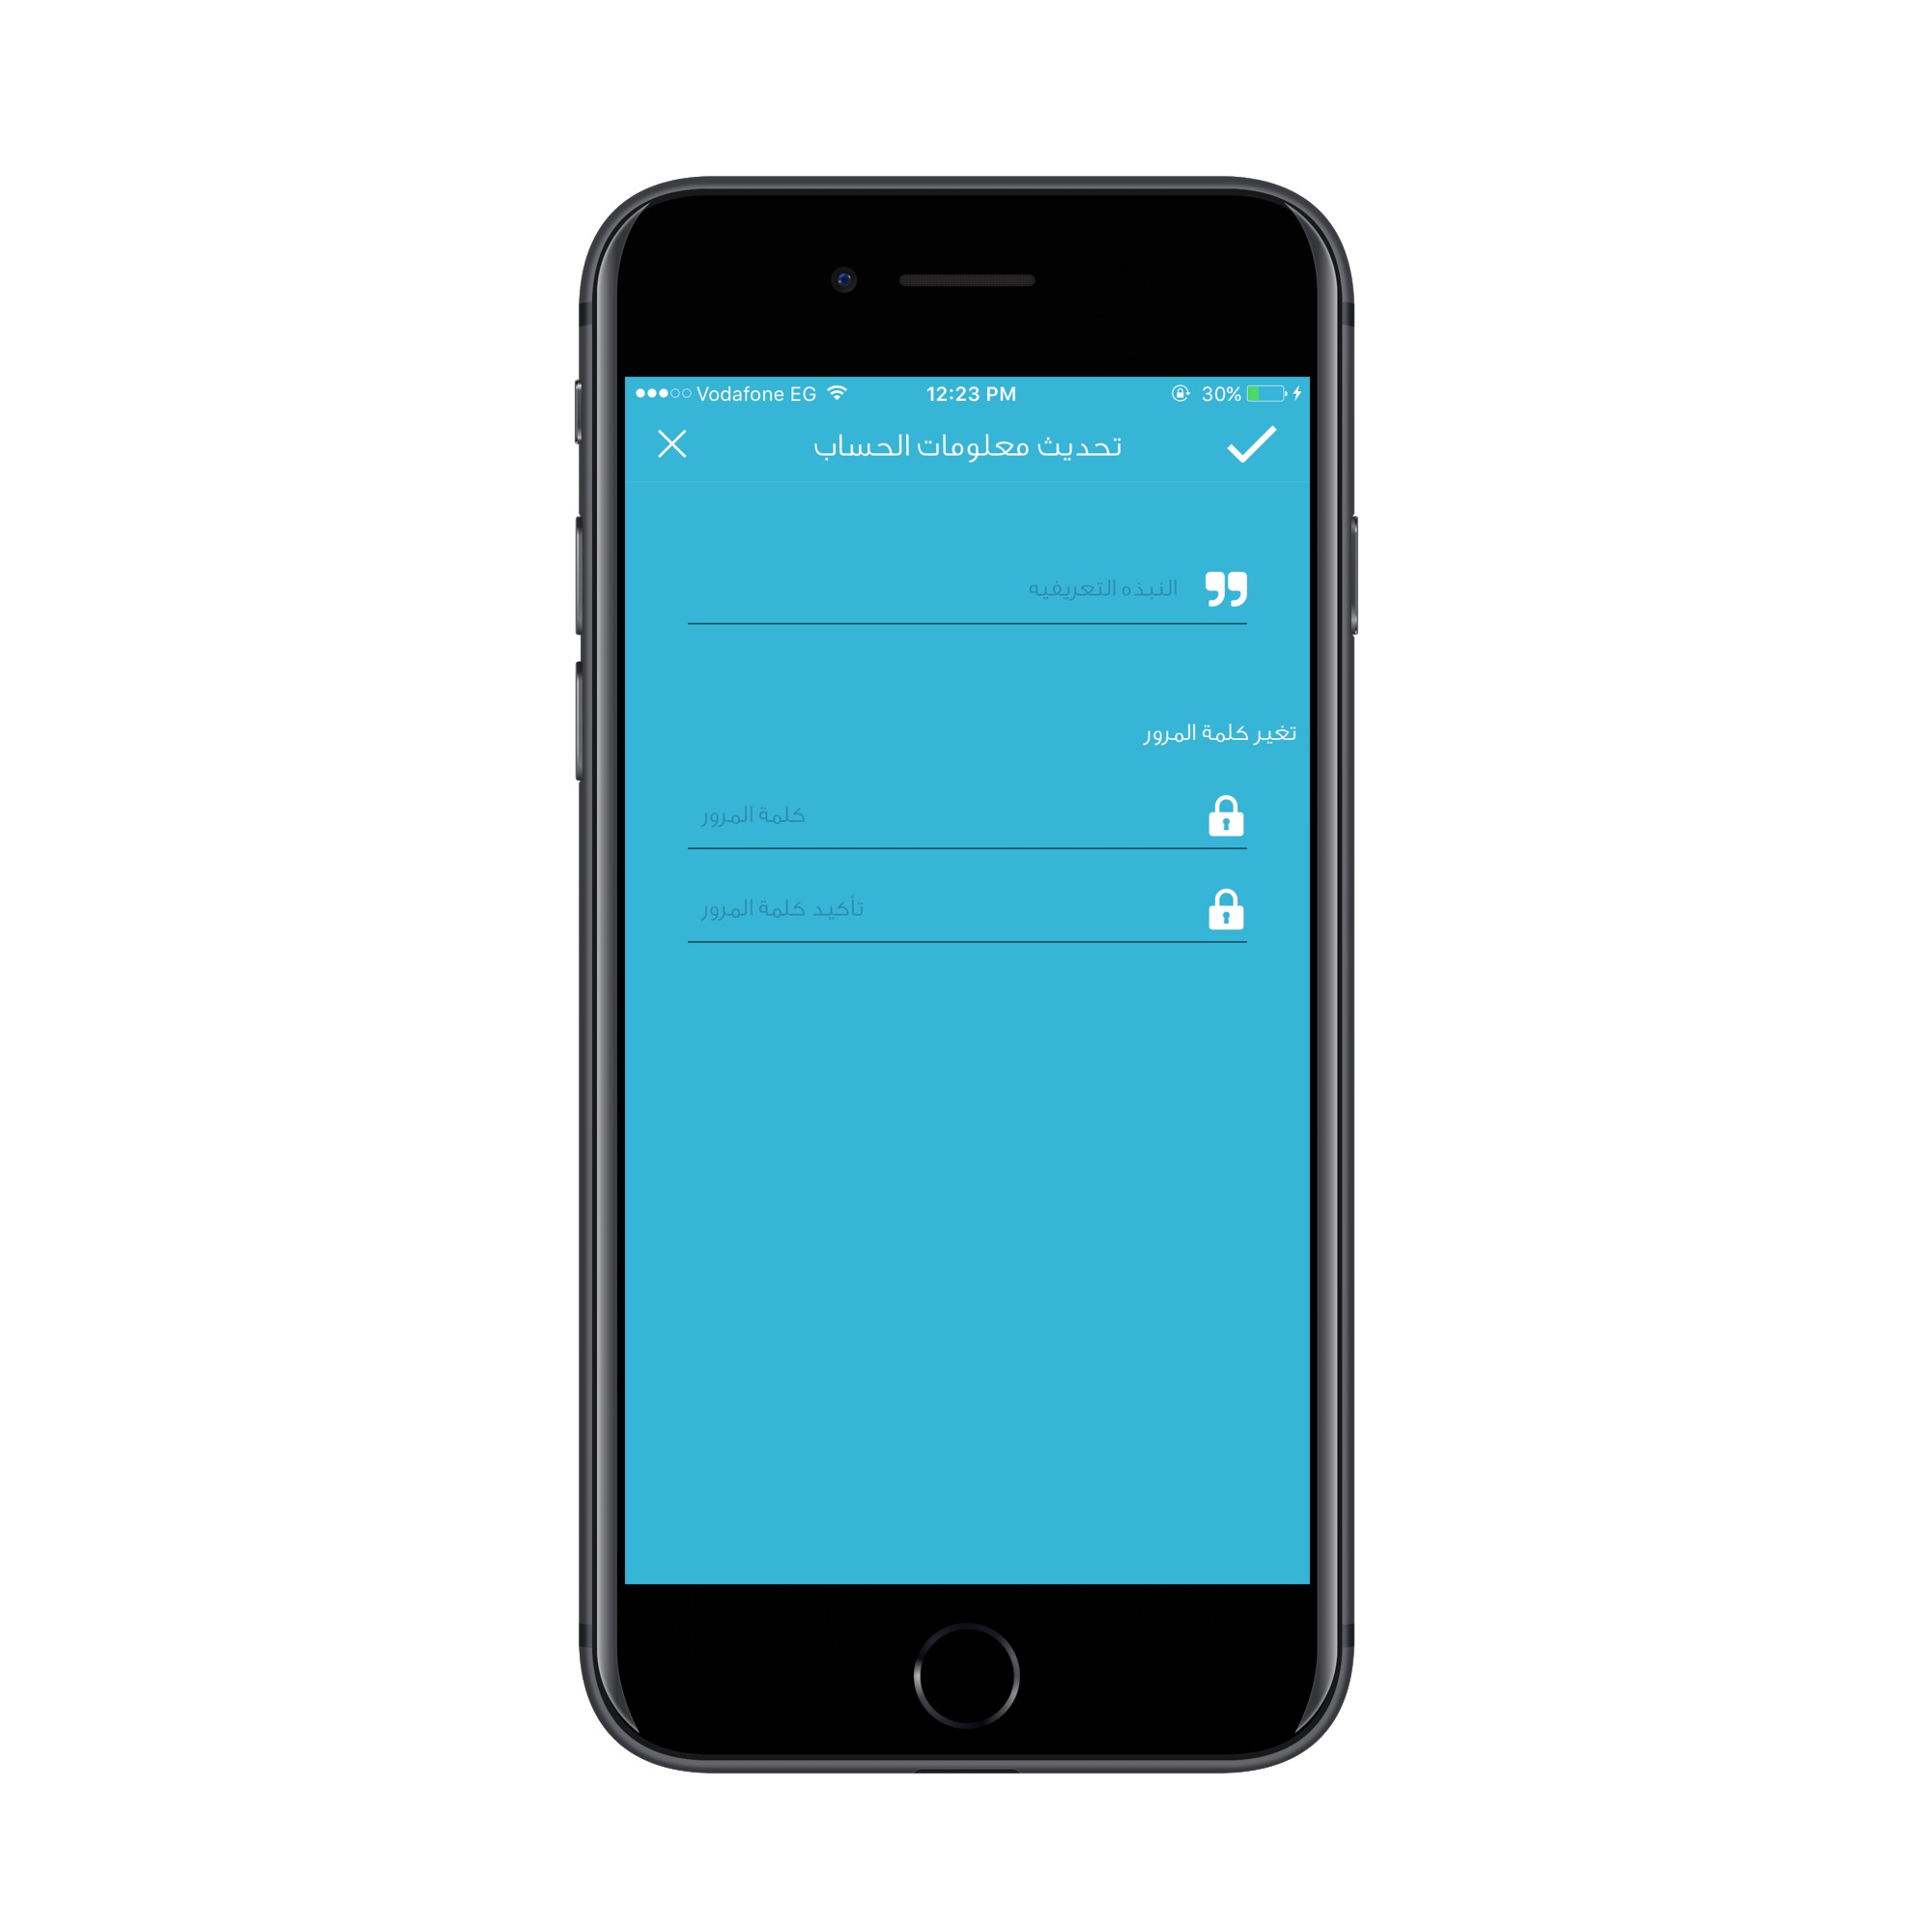 Vodafone EG 12:23 PM 30%
تحديث معلومات الحساب
النبذه التعريفيه
تغير كلمة المرور
كلمة المرور
تأكيد كلمة المرور